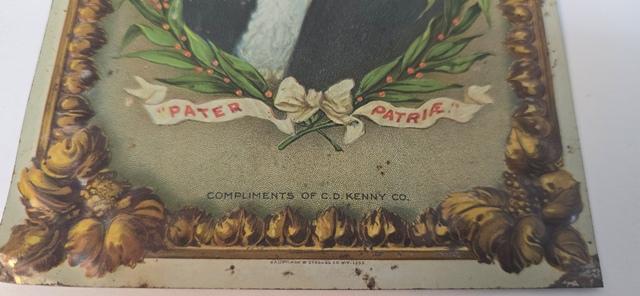 "PATER PATRIÆ"
COMPLIMENTS OF C.D. KENNY CO.